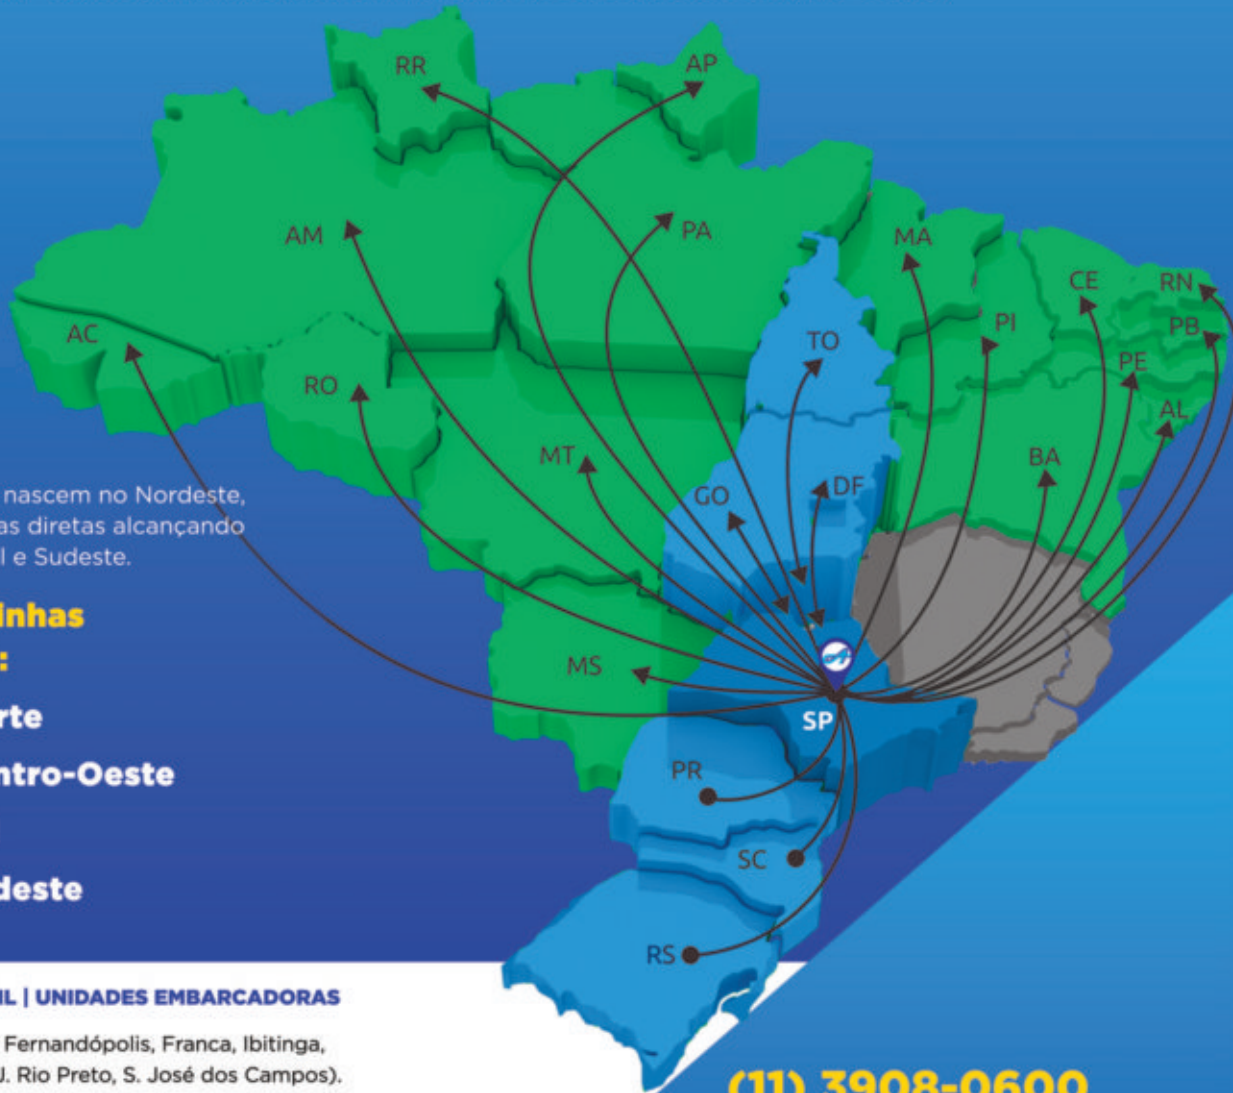 RR
AP
AM
PA
MA
CE
RN
AC
PI
PB
TO
PE
RO
AL
MT
BA
GO
DF
nascem no Nordeste,
as diretas alcançando
l e Sudeste.
inhas
:
MS
rte
SP
ntro-Oeste
PR
SC
deste
RS
IL | UNIDADES EMBARCADORAS
Fernandópolis, Franca, Ibitinga,
J. Rio Preto, S. José dos Campos).
(11) 3908-0600